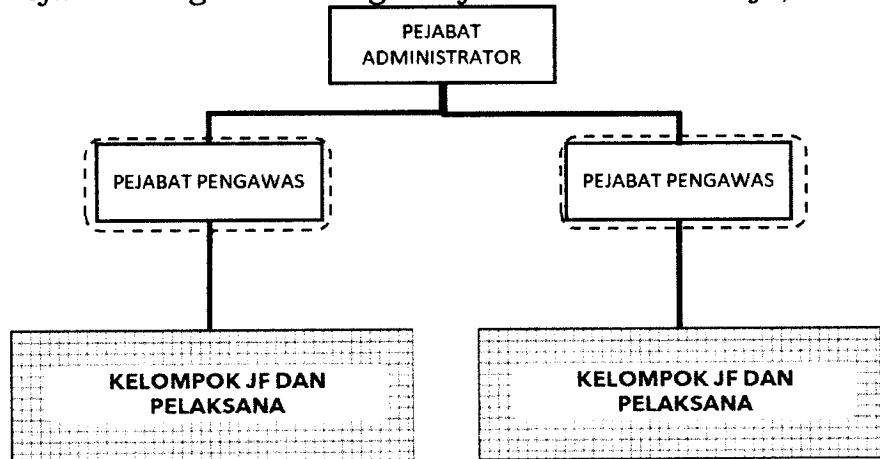 PEJABAT
ADMINISTRATOR
PEJABAT PENGAWAS
PEJABAT PENGAWAS
KELOMPOK JF DAN
PELAKSANA
KELOMPOK JF DAN
PELAKSANA